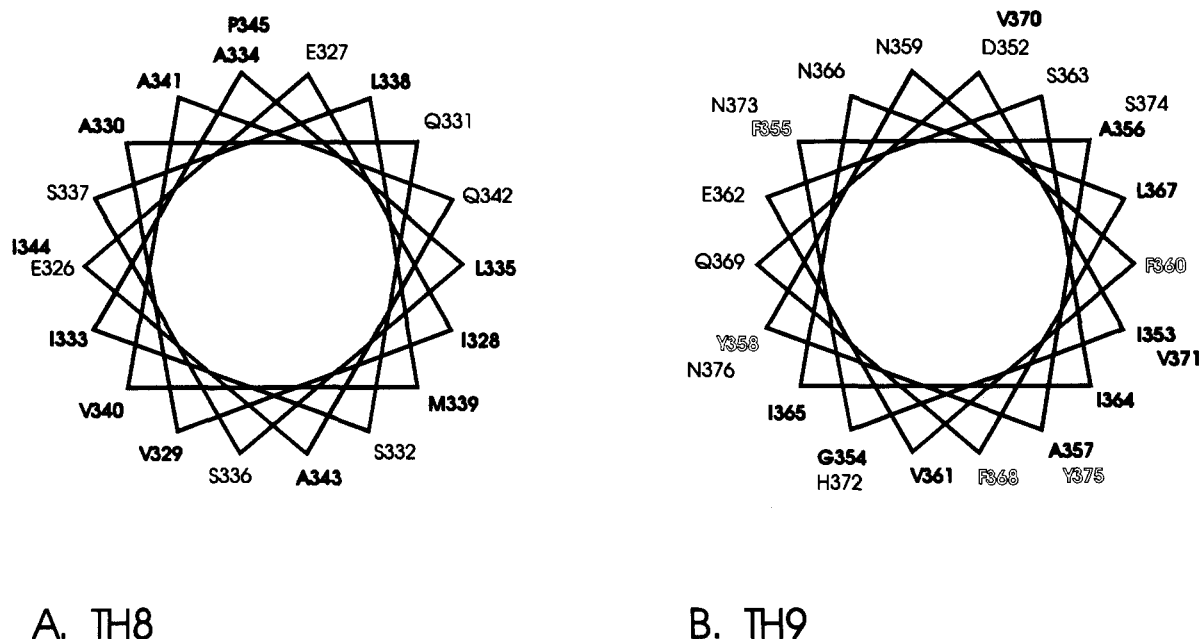 P345
A334
E327
A341
L338
A330
Q331
S337
Q342
I344
E326
L335
I333
I328
V340
M339
V329
S332
S336
A343
A. TH8
V370
N359
D352
N366
S363
N373
S374
F355
A356
E362
L367
Q369
F360
Y358
I353
N376
V371
I365
I364
G354
A357
H372
V361
F368
Y375
B. TH9